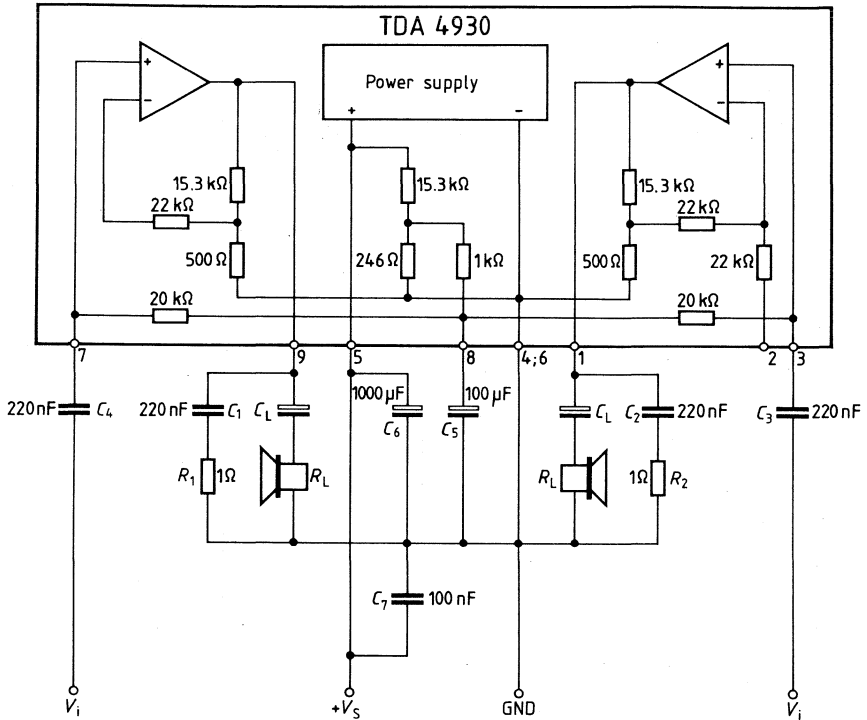 TDA 4930
+
-
Power supply
+ -
+
-
15.3 kΩ
22 kΩ
500 Ω
15.3 kΩ
246 Ω
1 kΩ
15.3 kΩ
22 kΩ
500 Ω
22 kΩ
20 kΩ
20 kΩ
7 9 5 8 4;6 1 2 3
220 nF C4
220 nF C1
CL
1000 µF
C6
100 µF
C5
CL
C2 220 nF
C3 220 nF
R1 1Ω
RL
RL
1Ω R2
C7 100 nF
Vi +VS GND Vi